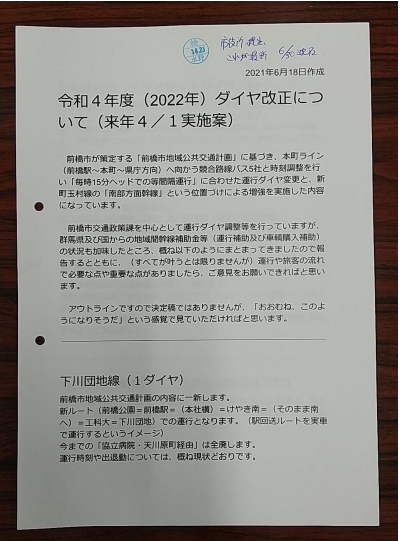 市役所提出
2021年6月18日作成
令和４年度（2022年）ダイヤ改正につ
いて（来年４／１実施案）
前橋市が策定する「前橋市地域公共交通計画」に基づき、本町ライン
（前橋駅～本町～県庁方面）へ向かう競合路線バス5社と時刻調整を行
い「毎時15分ヘッドでの等間隔運行」に合わせた運行ダイヤ変更と、新
町玉村線の「南部方面幹線」という位置づけによる増強を実施した内容
になっています。
前橋市交通政策課を中心として運行ダイヤ調整等を行っていますが、
群馬県及び国からの地域間幹線補助金等（運行補助及び車輌購入補助）
の状況も加味したところ、概ね以下のようにまとまってきましたので報
告するとともに、（すべてが叶うとは限りませんが）運行や旅客の流れ
で必要な点や重要な点がありましたら、ご意見をお願いできればと思い
ます。
アウトラインですので決定稿ではありませんが、「おおむね、このよ
うになりそうだ」という感覚で見ていただければと思います。
下川団地線（１ダイヤ）
前橋市地域公共交通計画の内容に一新します。
新ルート（前橋公園＝前橋駅＝（本社横）＝けやき南＝（そのまま南
へ）＝工科大＝下川団地）での運行となります。（駅回送ルートを実車
で運行するというイメージ）
今までの「協立病院・天川原町経由」は全廃します。
運行時刻や出退勤については、概ね現状どおりです。